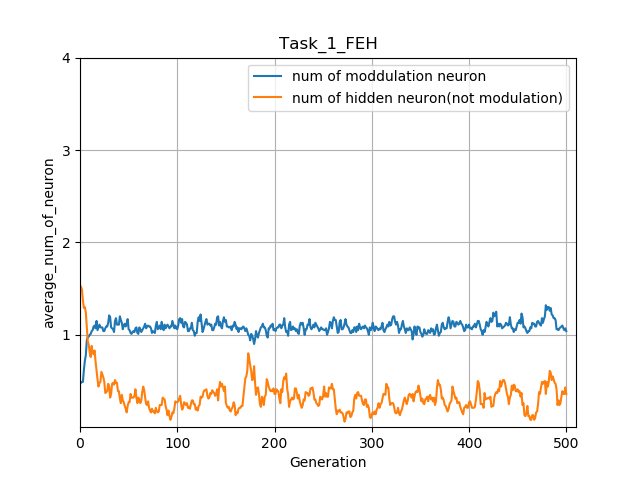 Task_1_FEH
num of moddulation neuron
num of hidden neuron(not modulation)
average_num_of_neuron
4
3
2
1
0 100 200 300 400 500
Generation